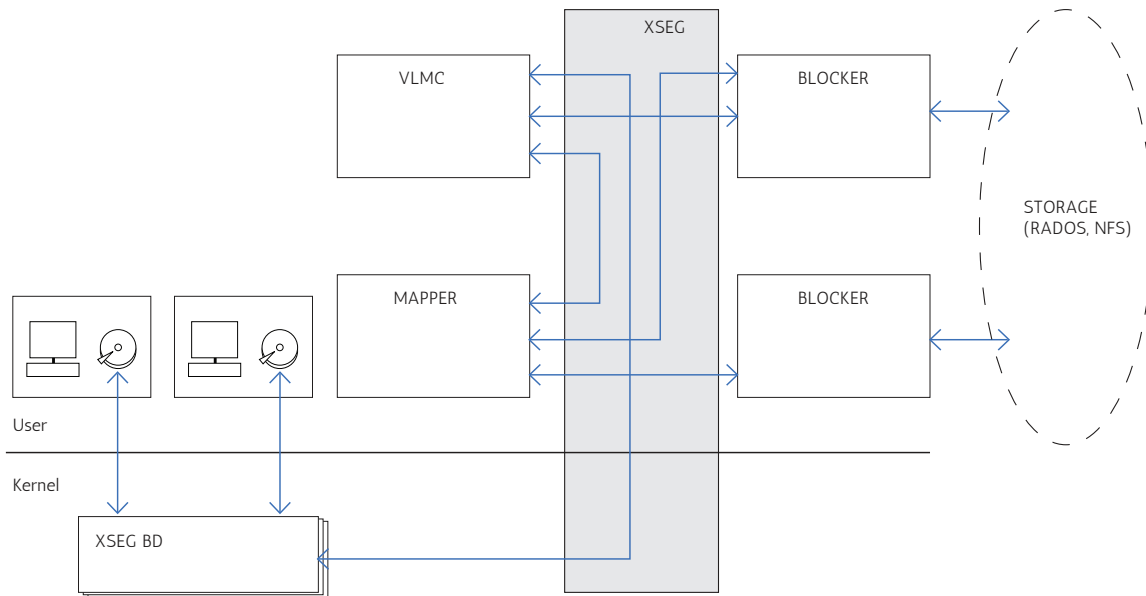 XSEG
VLMC
BLOCKER
STORAGE
(RADOS, NFS)
MAPPER
BLOCKER
User
Kernel
XSEG BD